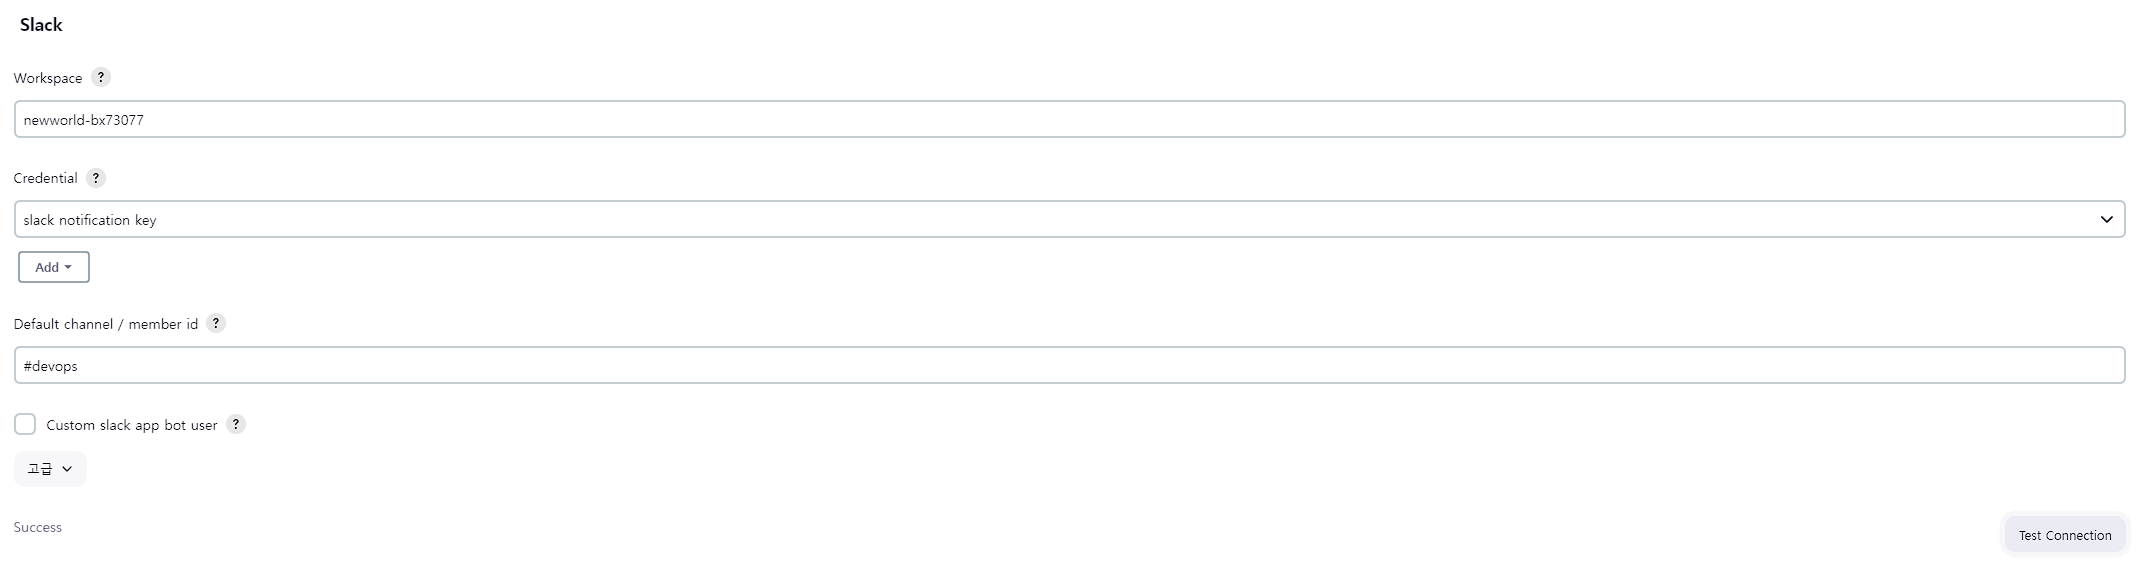 Slack
Workspace ?
newworld-bx73077
Credential ?
slack notification key
Add
Default channel / member id ?
#devops
Custom slack app bot user ?
고급
Success
Test Connection